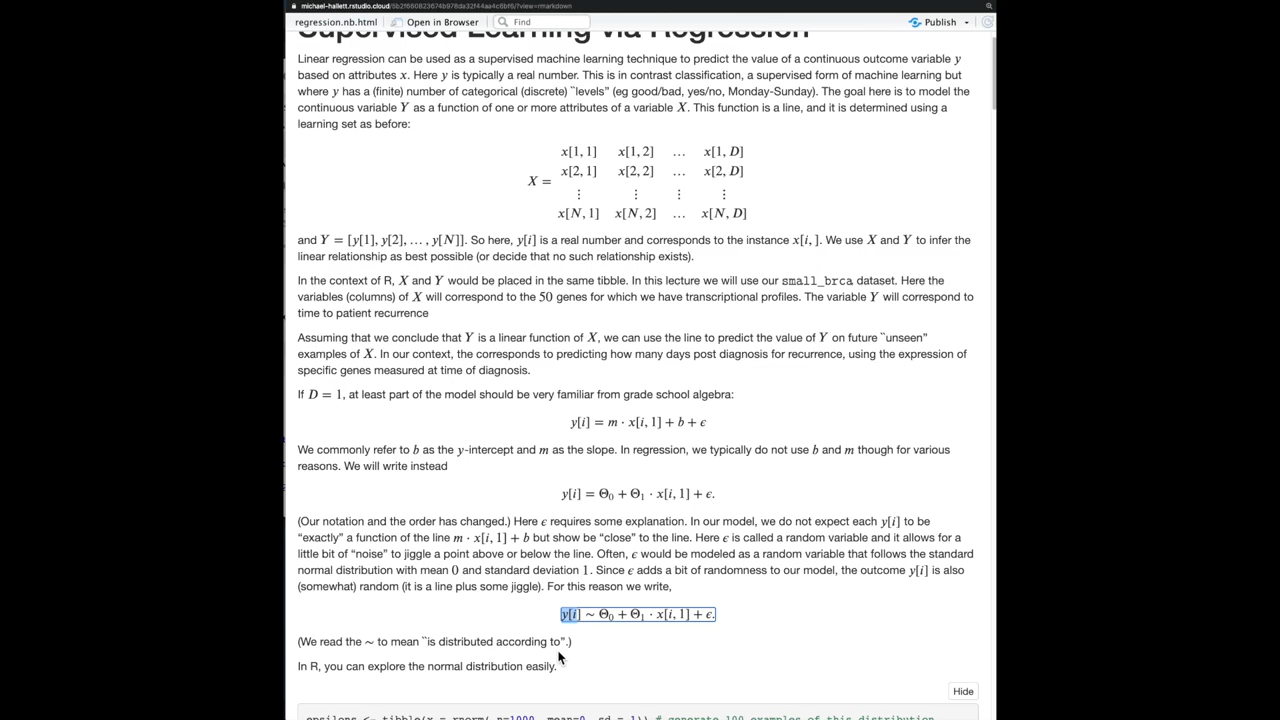 michael-hallett.rstudio.cloud/5b2f660823674b978da32f44aa4c6bf6/?view=rmarkdown
regression.nb.html Open in Browser Find Publish
Supervised Learning via Regression
Linear regression can be used as a supervised machine learning technique to predict the value of a continuous outcome variable y
based on attributes x. Here y is typically a real number. This is in contrast classification, a supervised form of machine learning but
where y has a (finite) number of categorical (discrete) ``levels” (eg good/bad, yes/no, Monday-Sunday). The goal here is to model the
continuous variable Y as a function of one or more attributes of a variable X. This function is a line, and it is determined using a
learning set as before:
x[1, 1] x[1, 2] … x[1, D]
X = x[2, 1] x[2, 2] … x[2, D]
⋮ ⋮ ⋮ ⋮
x[N, 1] x[N, 2] … x[N, D]
and Y = [y[1], y[2], … , y[N]]. So here, y[i] is a real number and corresponds to the instance x[i, ]. We use X and Y to infer the
linear relationship as best possible (or decide that no such relationship exists).
In the context of R, X and Y would be placed in the same tibble. In this lecture we will use our small_brca dataset. Here the
variables (columns) of X will correspond to the 50 genes for which we have transcriptional profiles. The variable Y will correspond to
time to patient recurrence
Assuming that we conclude that Y is a linear function of X, we can use the line to predict the value of Y on future ``unseen”
examples of X. In our context, the corresponds to predicting how many days post diagnosis for recurrence, using the expression of
specific genes measured at time of diagnosis.
If D = 1, at least part of the model should be very familiar from grade school algebra:
y[i] = m · x[i, 1] + b + ϵ
We commonly refer to b as the y-intercept and m as the slope. In regression, we typically do not use b and m though for various
reasons. We will write instead
y[i] = Θ₀ + Θ₁ · x[i, 1] + ϵ.
(Our notation and the order has changed.) Here ϵ requires some explanation. In our model, we do not expect each y[i] to be
“exactly” a function of the line m · x[i, 1] + b but show be “close” to the line. Here ϵ is called a random variable and it allows for a
little bit of “noise” to jiggle a point above or below the line. Often, ϵ would be modeled as a random variable that follows the standard
normal distribution with mean 0 and standard deviation 1. Since ϵ adds a bit of randomness to our model, the outcome y[i] is also
(somewhat) random (it is a line plus some jiggle). For this reason we write,
y[i] ∼ Θ₀ + Θ₁ · x[i, 1] + ϵ.
(We read the ∼ to mean ``is distributed according to”.)
In R, you can explore the normal distribution easily.
Hide
epsilons <- tibble(x = rnorm( n=1000, mean=0, sd = 1)) # generate 100 examples of this distribution